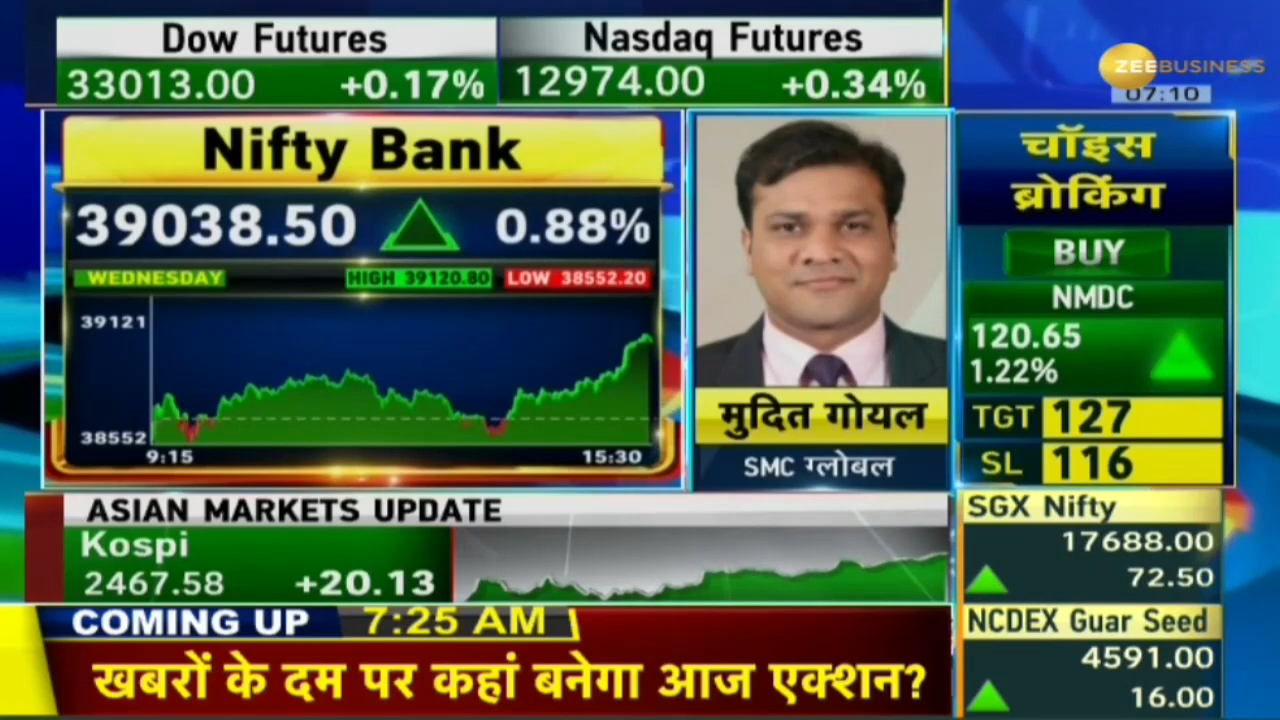 Dow Futures
33013.00 +0.17%
Nasdaq Futures
12974.00 +0.34%
ZEEBUSINESS
07:10
Nifty Bank
39038.50 0.88%
WEDNESDAY HIGH 39120.80 LOW 38552.20
39121
38552
9:15 15:30
मुदित गोयल
SMC ग्लोबल
चॉइस
ब्रोकिंग
BUY
NMDC
120.65
1.22%
TGT 127
SL 116
ASIAN MARKETS UPDATE
Kospi
2467.58 +20.13
SGX Nifty
17688.00
72.50
NCDEX Guar Seed
4591.00
16.00
COMING UP 7:25 AM
खबरों के दम पर कहां बनेगा आज एक्शन?